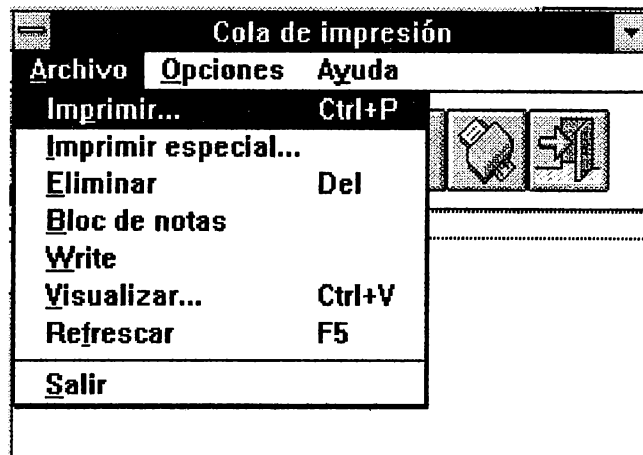 Cola de impresión
Archivo Opciones Ayuda
Imprimir... Ctrl+P
Imprimir especial...
Eliminar Del
Bloc de notas
Write
Visualizar... Ctrl+V
Refrescar F5
Salir